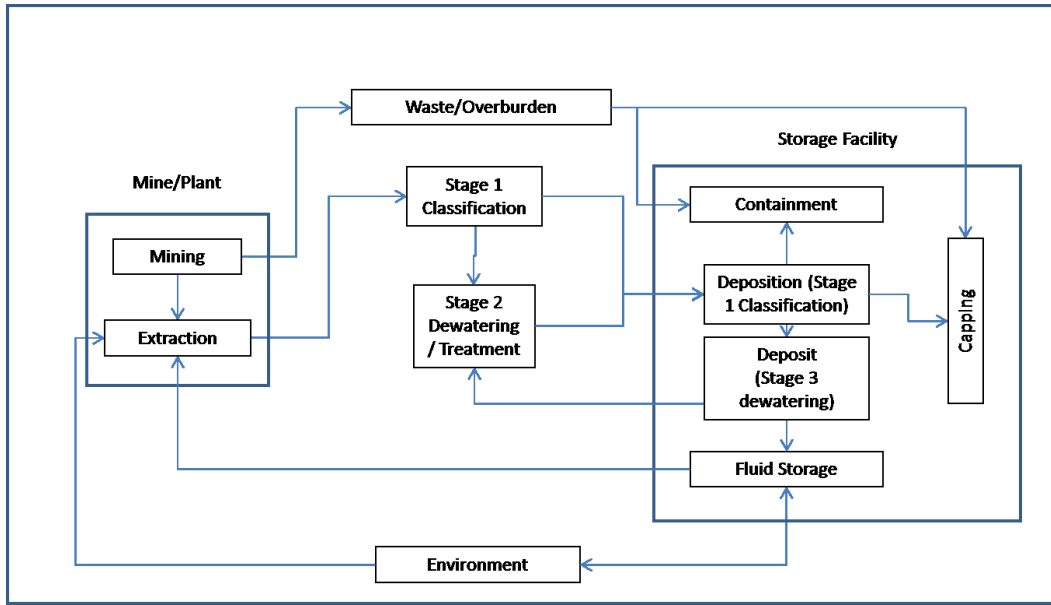 Waste/Overburden
Storage Facility
Mine/Plant
Stage 1
Classification
Containment
Mining
Deposition (Stage
1 Classification)
Capping
Stage 2
Dewatering
/ Treatment
Extraction
Deposit
(Stage 3
dewatering)
Fluid Storage
Environment